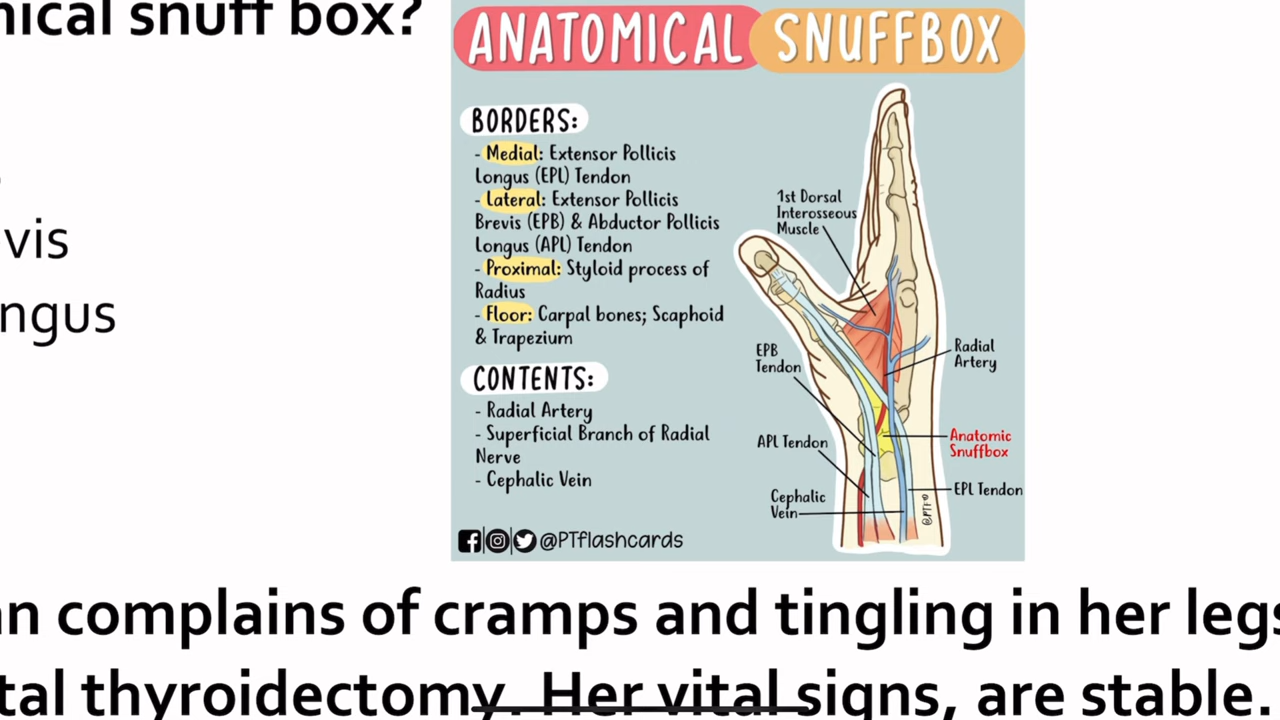 nical snuff box?
vis
ngus
ANATOMICAL SNUFFBOX
BORDERS:
- Medial: Extensor Pollicis
Longus (EPL) Tendon
- Lateral: Extensor Pollicis
Brevis (EPB) & Abductor Pollicis
Longus (APL) Tendon
- Proximal: Styloid process of
Radius
- Floor: Carpal bones; Scaphoid
& Trapezium
CONTENTS:
- Radial Artery
- Superficial Branch of Radial
Nerve
- Cephalic Vein
@PTflashcards
1st Dorsal
Interosseous
Muscle
EPB
Tendon
APL Tendon
Cephalic
Vein
Radial
Artery
Anatomic
Snuffbox
EPL Tendon
an complains of cramps and tingling in her legs
tal thyroidectomy. Her vital signs, are stable.